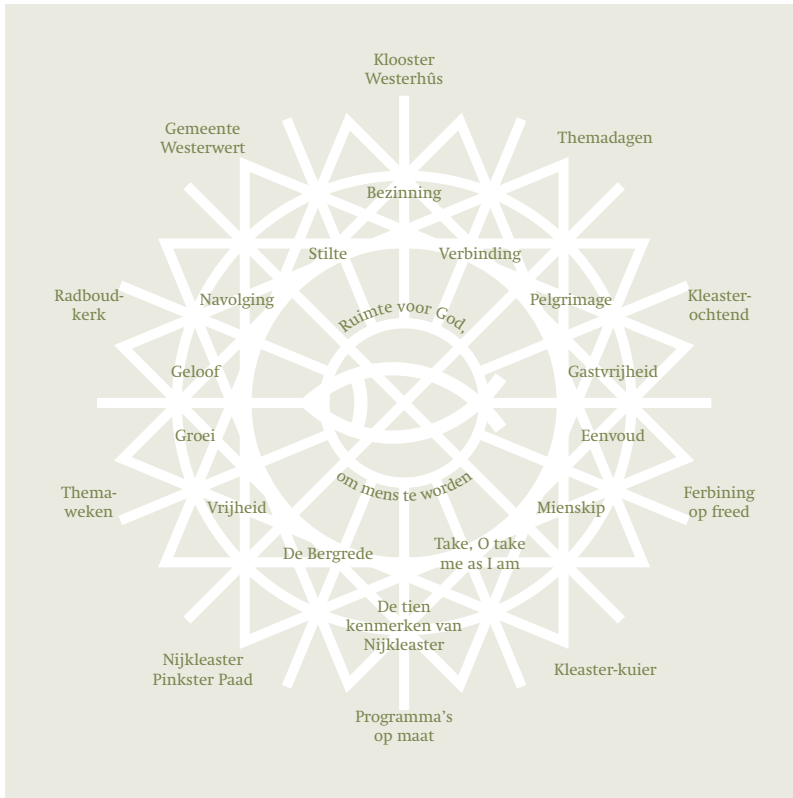 Klooster
Westerhûs
Gemeente
Westerwert
Themadagen
Bezinning
Stilte
Verbinding
Radboud-
kerk
Navolging
Pelgrimage
Kleaster-
ochtend
Ruimte voor God,
Geloof
Gastvrijheid
Groei
Eenvoud
om mens te worden
Thema-
weken
Vrijheid
Mienskip
Ferbining
op freed
De Bergrede
Take, O take
me as I am
De tien
kenmerken van
Nijkleaster
Nijkleaster
Pinkster Paad
Kleaster-kuier
Programma’s
op maat